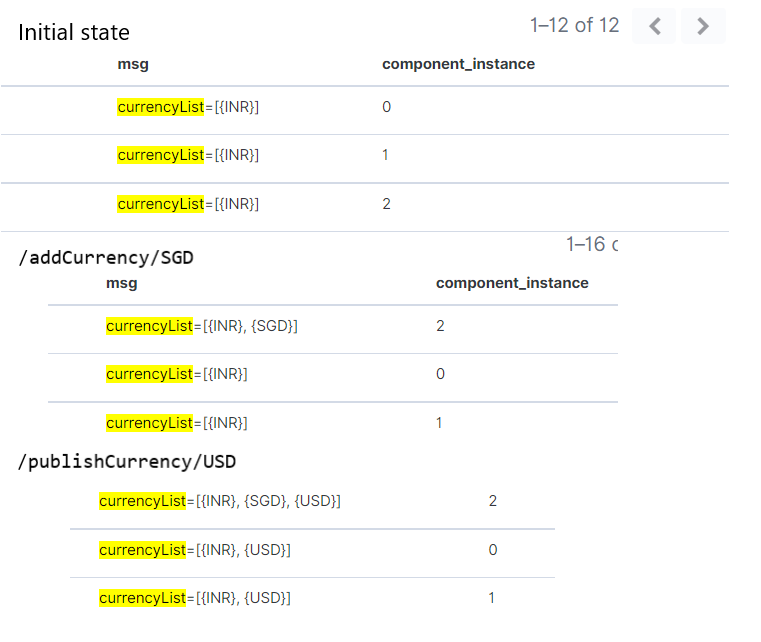 Initial state
1–12 of 12
msg component_instance
currencyList=[{INR}] 0
currencyList=[{INR}] 1
currencyList=[{INR}] 2
1–16
/addCurrency/SGD
msg component_instance
currencyList=[{INR}, {SGD}] 2
currencyList=[{INR}] 0
currencyList=[{INR}] 1
/publishCurrency/USD
currencyList=[{INR}, {SGD}, {USD}] 2
currencyList=[{INR}, {USD}] 0
currencyList=[{INR}, {USD}] 1